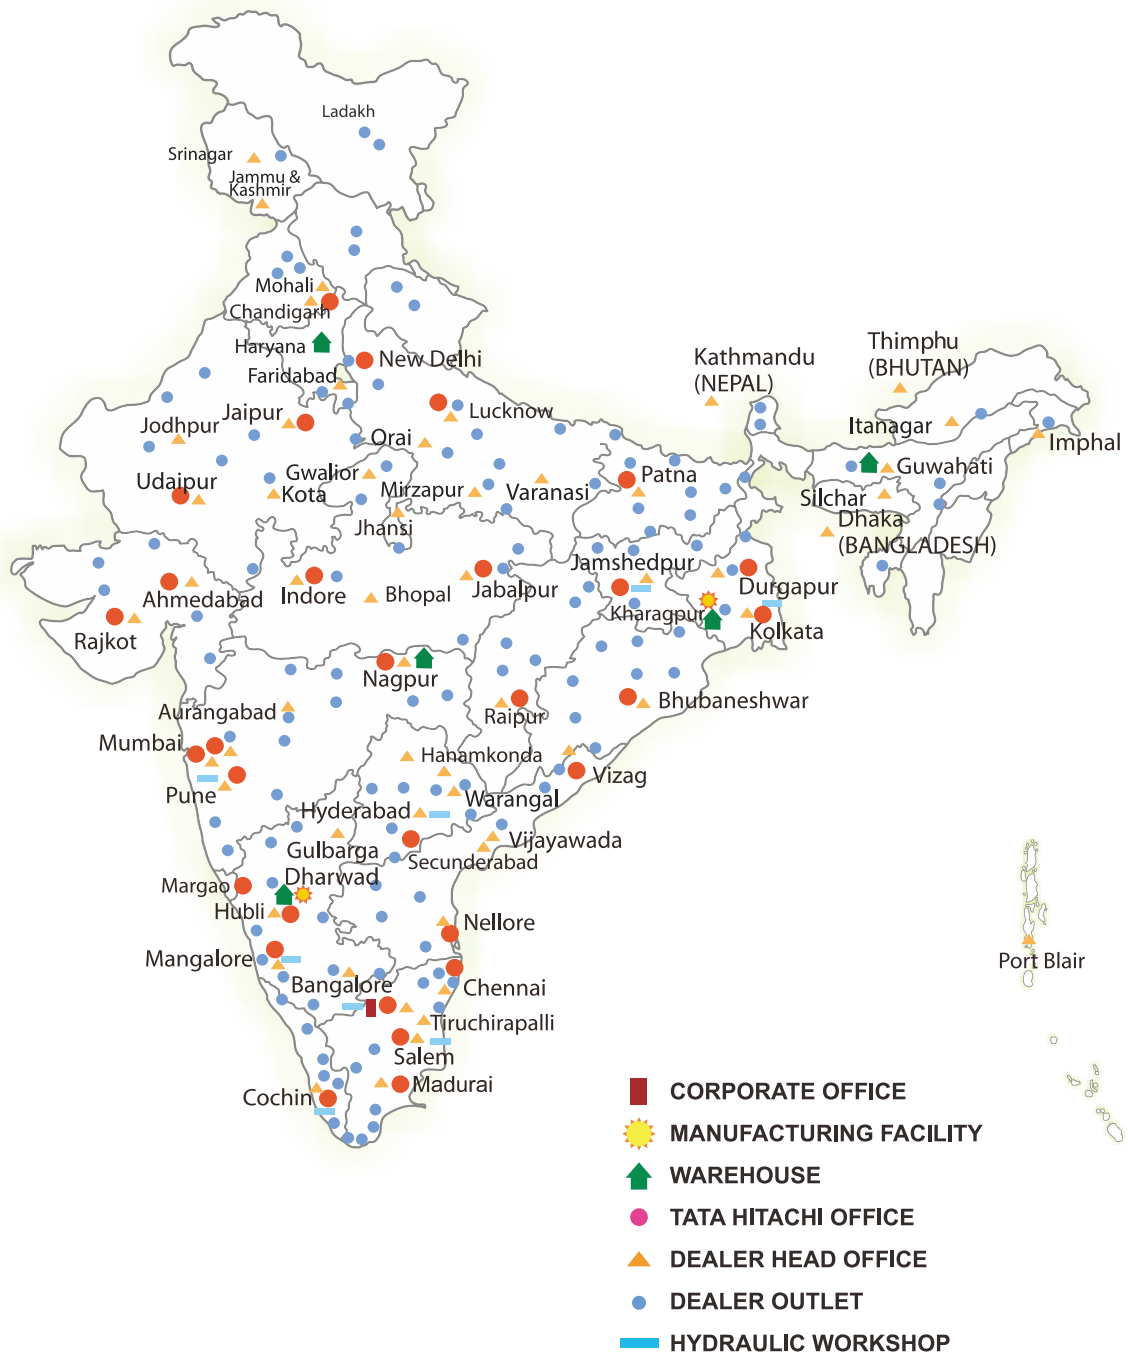 Ladakh
Srinagar
Jammu &
Kashmir
Mohali
Chandigarh
Haryana
New Delhi
Faridabad
Kathmandu
(NEPAL)
Thimphu
(BHUTAN)
Jaipur
Lucknow
Jodhpur
Orai
Itanagar
Imphal
Gwalior
Guwahati
Udaipur
Kota
Mirzapur
Varanasi
Patna
Silchar
Jhansi
Dhaka
(BANGLADESH)
Jamshedpur
Ahmedabad
Indore
Bhopal
Jabalpur
Durgapur
Kharagpur
Rajkot
Kolkata
Nagpur
Aurangabad
Raipur
Bhubaneshwar
Mumbai
Hanamkonda
Vizag
Pune
Warangal
Hyderabad
Gulbarga
Vijayawada
Secunderabad
Dharwad
Margao
Hubli
Nellore
Mangalore
Port Blair
Bangalore
Chennai
Tiruchirapalli
Salem
Madurai
Cochin
CORPORATE OFFICE
MANUFACTURING FACILITY
WAREHOUSE
TATA HITACHI OFFICE
DEALER HEAD OFFICE
DEALER OUTLET
HYDRAULIC WORKSHOP